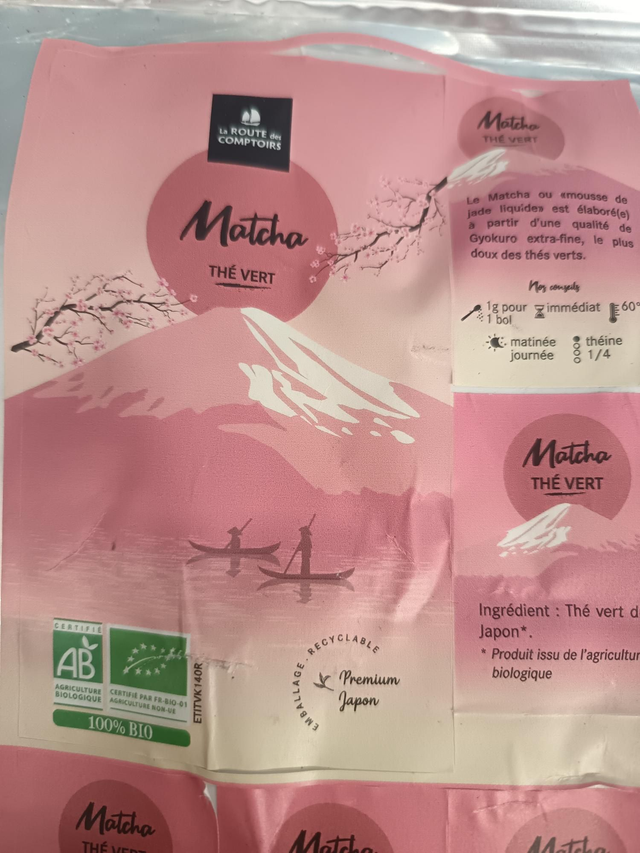 La ROUTE des
COMPTOIRS
Matcha
THÉ VERT
CERTIFIÉ
AB
AGRICULTURE
BIOLOGIQUE
CERTIFIÉ PAR FR-BIO-01
AGRICULTURE NON-UE
100% BIO
ETITVK140R
EMBALLAGE RECYCLABLE
Premium
Japon
Matcha
THÉ VERT
Le Matcha ou «mousse de
jade liquide» est élaboré(e)
à partir d'une qualité de
Gyokuro extra-fine, le plus
doux des thés verts.
Nos conseils
1g pour
1 bol
immédiat
60°
matinée
journée
théine
1/4
Matcha
THÉ VERT
Ingrédient : Thé vert d
Japon*.
* Produit issu de l'agricultur
biologique
Matcha
THÉ VERT
Matcha
Matcha